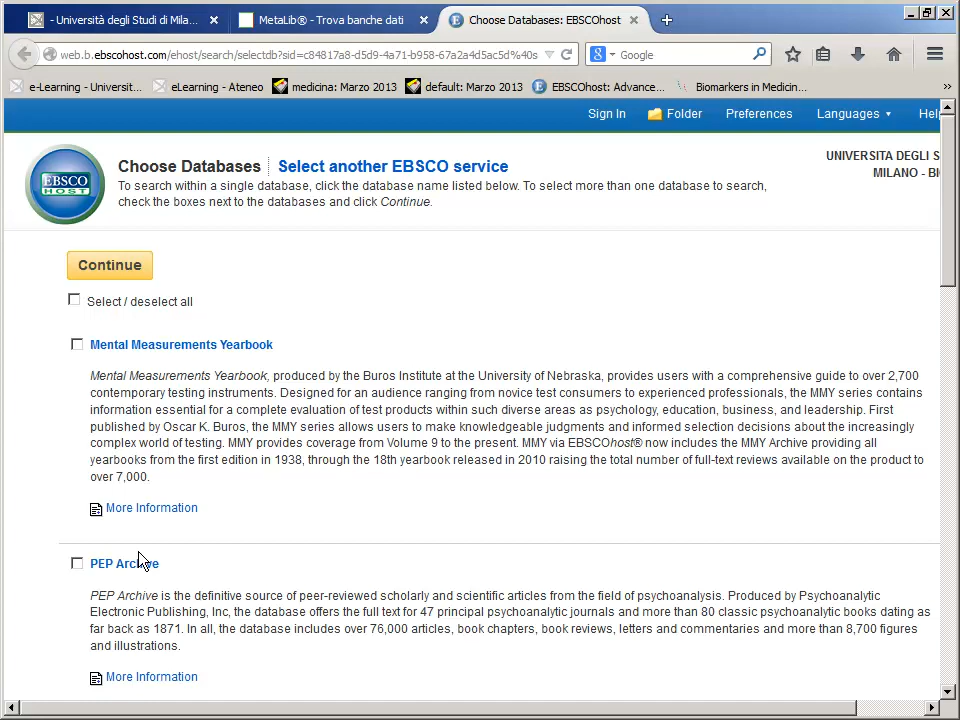 - Università degli Studi di Mila...
MetaLib® - Trova banche dati
Choose Databases: EBSCOhost
web.b.ebscohost.com/ehost/search/selectdb?sid=c84817a8-d5d9-4a71-b958-67a2a4d5ac5d%40s
Google
e-Learning - Universit...
eLearning - Ateneo
medicina: Marzo 2013
default: Marzo 2013
EBSCOhost: Advance...
Biomarkers in Medicin...
Sign In
Folder
Preferences
Languages
Hel
EBSCO
HOST
Choose Databases
Select another EBSCO service
UNIVERSITA DEGLI S
MILANO - BI
To search within a single database, click the database name listed below. To select more than one database to search,
check the boxes next to the databases and click Continue.
Continue
Select / deselect all
Mental Measurements Yearbook
Mental Measurements Yearbook, produced by the Buros Institute at the University of Nebraska, provides users with a comprehensive guide to over 2,700
contemporary testing instruments. Designed for an audience ranging from novice test consumers to experienced professionals, the MMY series contains
information essential for a complete evaluation of test products within such diverse areas as psychology, education, business, and leadership. First
published by Oscar K. Buros, the MMY series allows users to make knowledgeable judgments and informed selection decisions about the increasingly
complex world of testing. MMY provides coverage from Volume 9 to the present. MMY via EBSCOhost® now includes the MMY Archive providing all
yearbooks from the first edition in 1938, through the 18th yearbook released in 2010 raising the total number of full-text reviews available on the product to
over 7,000.
More Information
PEP Archive
PEP Archive is the definitive source of peer-reviewed scholarly and scientific articles from the field of psychoanalysis. Produced by Psychoanalytic
Electronic Publishing, Inc, the database offers the full text for 47 principal psychoanalytic journals and more than 80 classic psychoanalytic books dating as
far back as 1871. In all, the database includes over 76,000 articles, book chapters, book reviews, letters and commentaries and more than 8,700 figures
and illustrations.
More Information